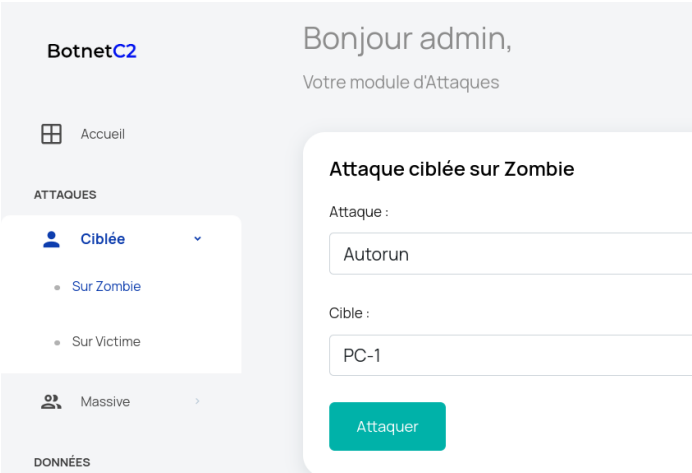 BotnetC2
Accueil
ATTAQUES
Ciblée
Sur Zombie
Sur Victime
Massive
DONNÉES
Bonjour admin,
Votre module d'Attaques
Attaque ciblée sur Zombie
Attaque :
Autorun
Cible :
PC-1
Attaquer